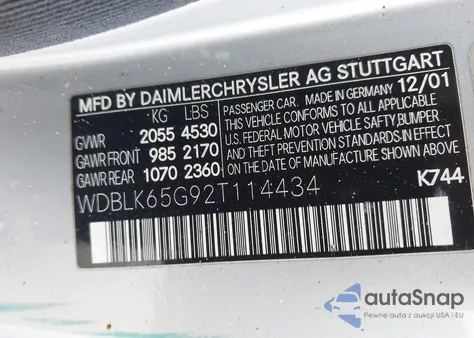 MFD BY DAIMLERCHRYSLER AG STUTTGART
KG LBS
GVWR 2055 4530
GAWR FRONT 985 2170
GAWR REAR 1070 2360
MADE IN GERMANY 12/01
PASSENGER CAR.
THIS VEHICLE CONFORMS TO ALL APPLICABLE
U.S. FEDERAL MOTOR VEHICLE SAFTY,BUMPER
AND THEFT PREVENTION STANDARDS IN EFFECT
ON THE DATE OF MANUFACTURE SHOWN ABOVE.
WDBLK65G92T114434
K744
autoSnap
Pewne auta z aukcji USA i EU